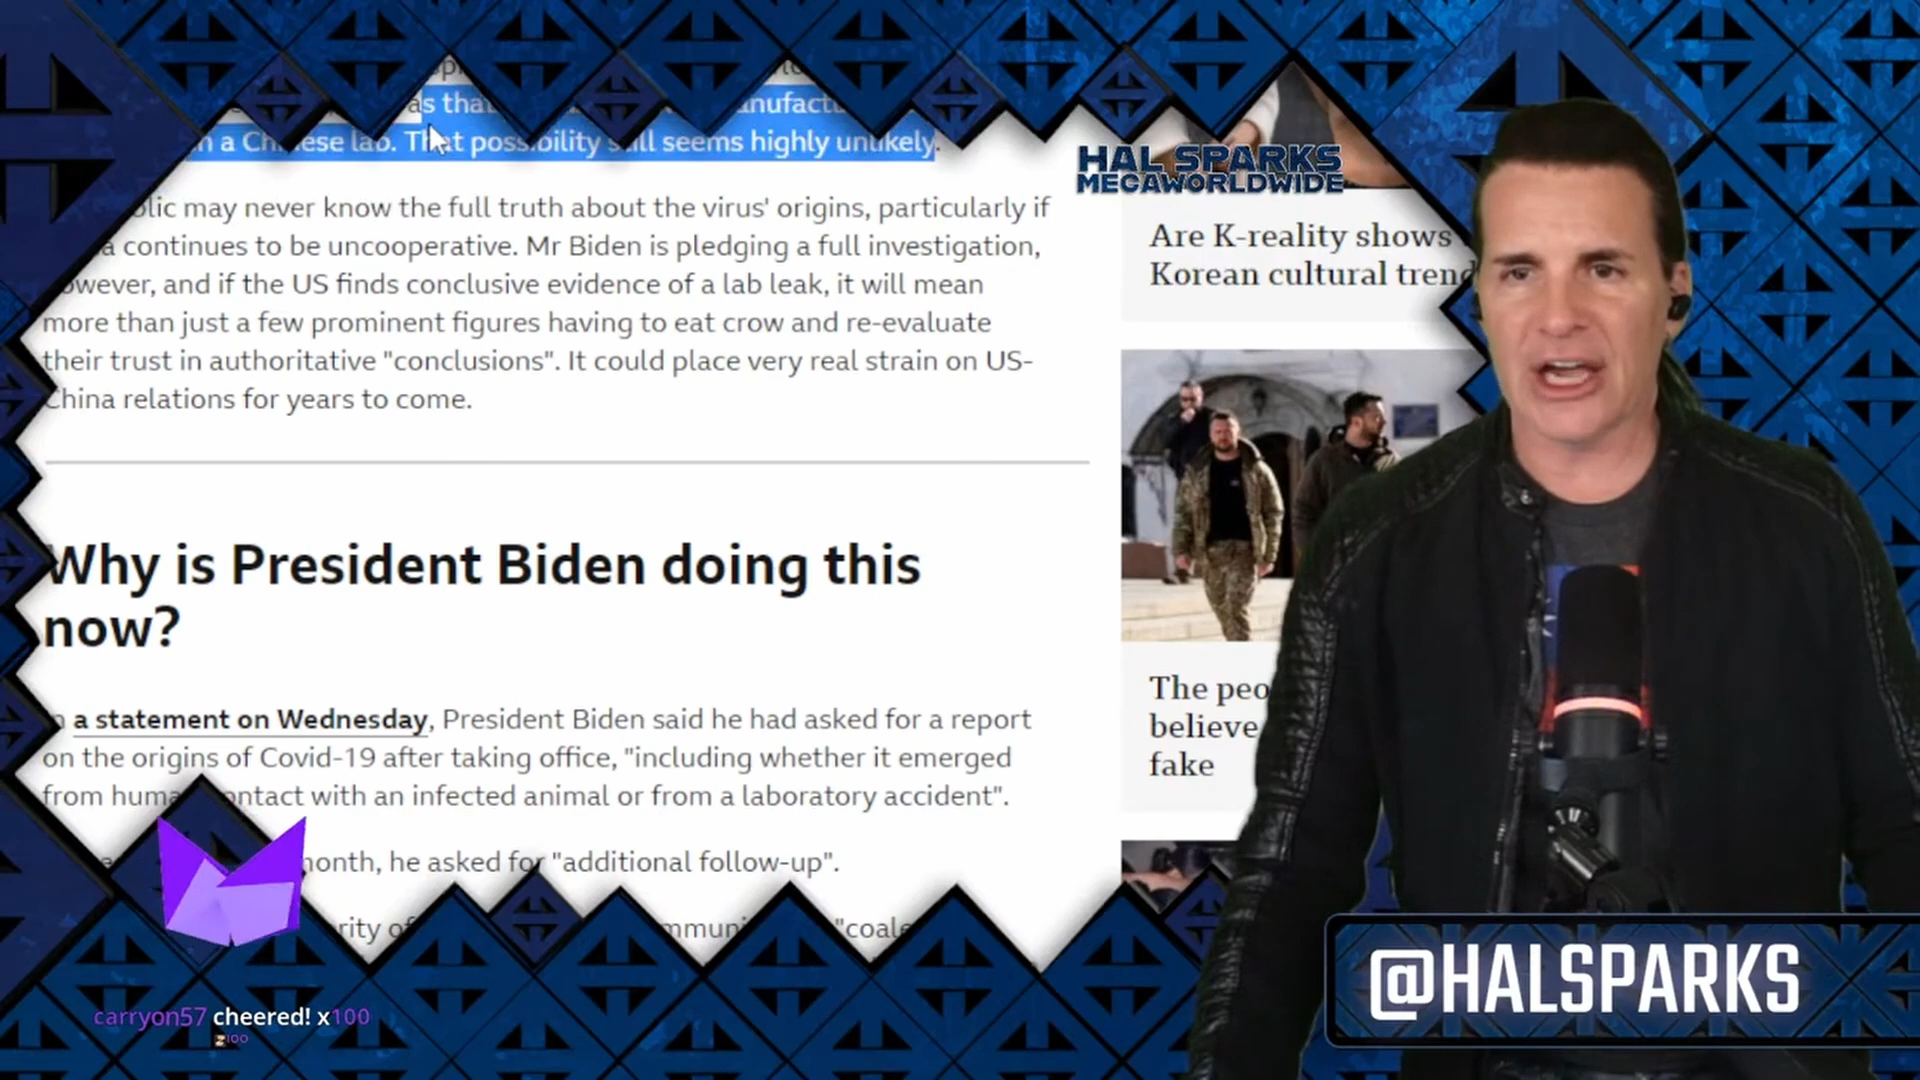 s that
anufactu
a Chinese lab. That possibility still seems highly unlikely.
HAL SPARKS
MEGAWORLDWIDE
may never know the full truth about the virus' origins, particularly if
continues to be uncooperative. Mr Biden is pledging a full investigation,
however, and if the US finds conclusive evidence of a lab leak, it will mean
more than just a few prominent figures having to eat crow and re-evaluate
their trust in authoritative "conclusions". It could place very real strain on US-
China relations for years to come.
Are K-reality shows
Korean cultural trend
Why is President Biden doing this
now?
a statement on Wednesday, President Biden said he had asked for a report
on the origins of Covid-19 after taking office, "including whether it emerged
from human contact with an infected animal or from a laboratory accident".
month, he asked for "additional follow-up".
rity of
mmuni
"coale
The peo
believe
fake
carryon57 cheered! x100
100
@HALSPARKS